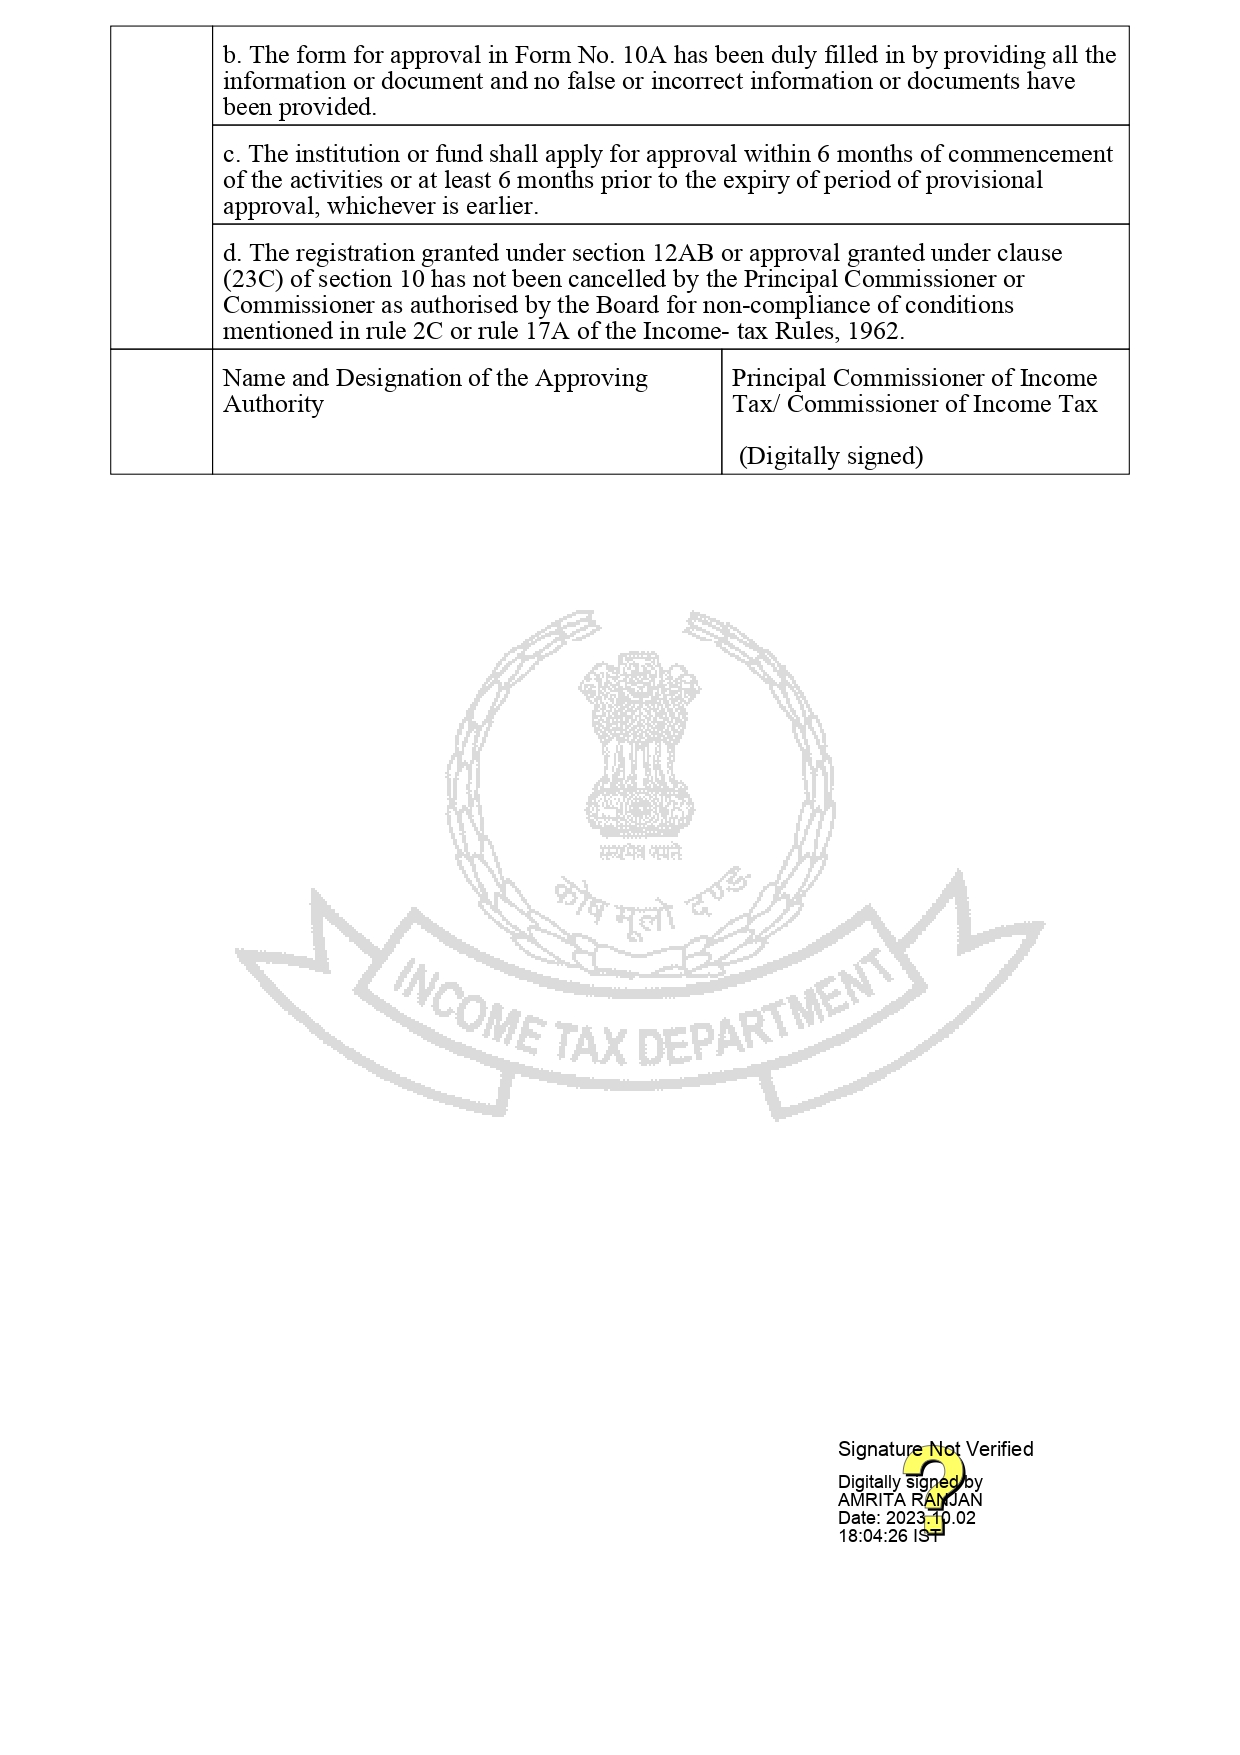 b. The form for approval in Form No. 10A has been duly filled in by providing all the
information or document and no false or incorrect information or documents have
been provided.
c. The institution or fund shall apply for approval within 6 months of commencement
of the activities or at least 6 months prior to the expiry of period of provisional
approval, whichever is earlier.
d. The registration granted under section 12AB or approval granted under clause
(23C) of section 10 has not been cancelled by the Principal Commissioner or
Commissioner as authorised by the Board for non-compliance of conditions
mentioned in rule 2C or rule 17A of the Income- tax Rules, 1962.
Name and Designation of the Approving
Authority
Principal Commissioner of Income
Tax/ Commissioner of Income Tax
(Digitally signed)
कोष मूलो दण्ड
INCOME TAX DEPARTMENT
Signature Not Verified
Digitally signed by
AMRITA RANJAN
Date: 2023.10.02
18:04:26 IST